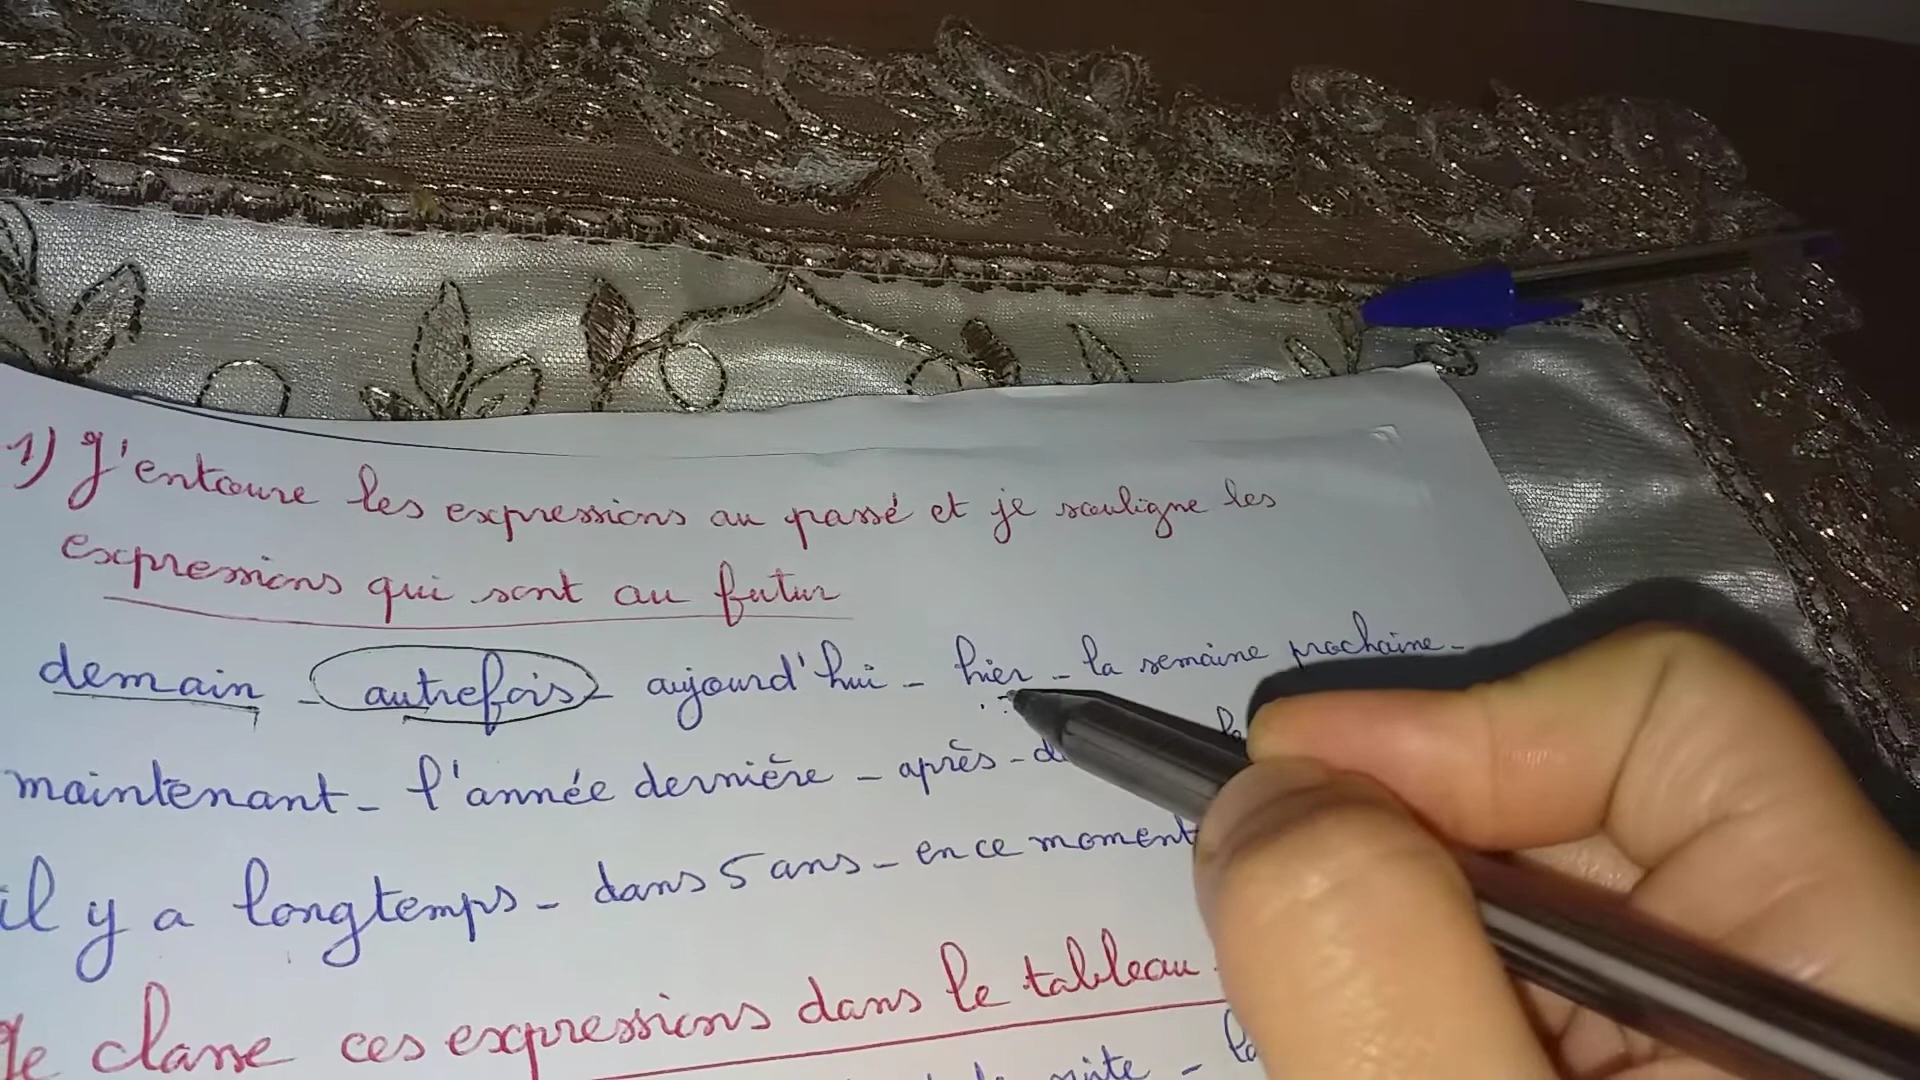 1) J'entoure les expressions au passé et je souligne les
expressions qui sont au futur
demain - autrefois - aujourd'hui - hier - la semaine prochaine -
maintenant - l'année dernière - après - d
il y a longtemps - dans 5 ans - en ce moment
Je classe ces expressions dans le tableau